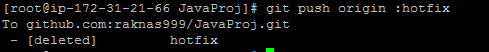 [root@ip-172-31-21-66 JavaProj]# git push origin :hotfix
To github.com:raknas999/JavaProj.git
 - [deleted]         hotfix